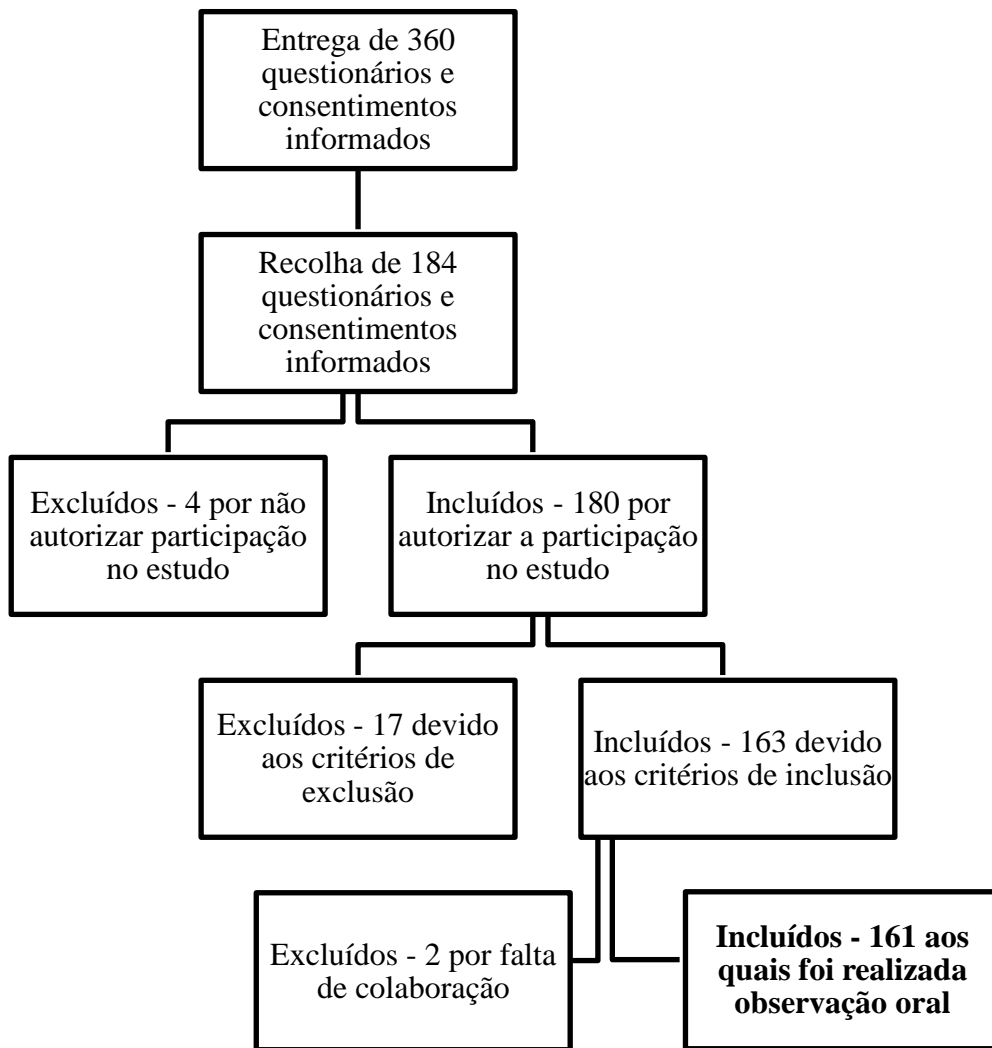 Entrega de 360
questionários e
consentimentos
informados
Recolha de 184
questionários e
consentimentos
informados
Excluídos - 4 por não
autorizar participação
no estudo
Incluídos - 180 por
autorizar a participação
no estudo
Excluídos - 17 devido
aos critérios de
exclusão
Incluídos - 163 devido
aos critérios de inclusão
Excluídos - 2 por falta
de colaboração
Incluídos - 161 aos
quais foi realizada
observação oral